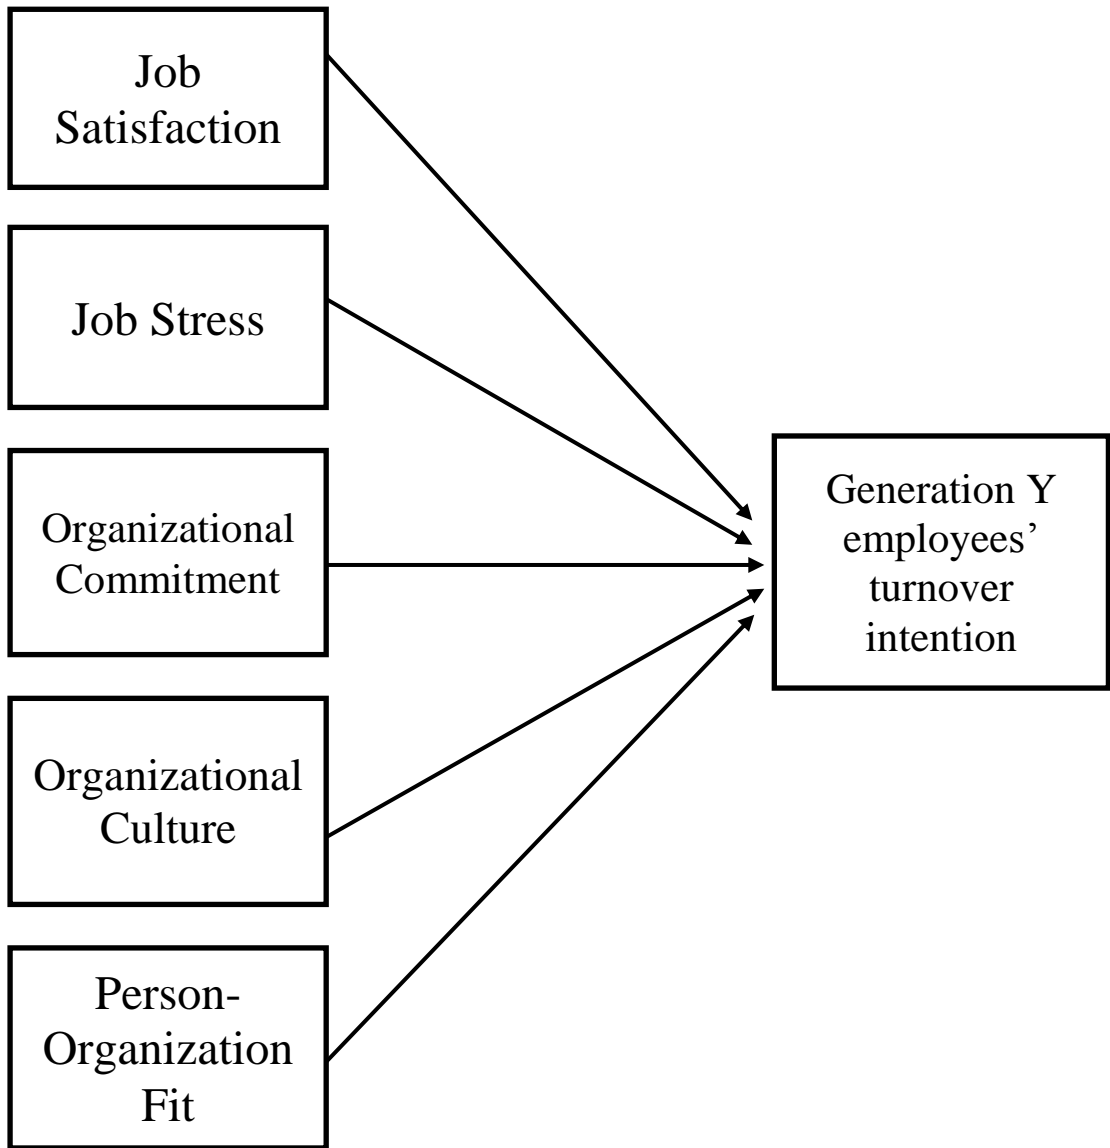 Job
Satisfaction
Job Stress
Organizational
Commitment
Organizational
Culture
Person-
Organization
Fit
Generation Y
employees’
turnover
intention